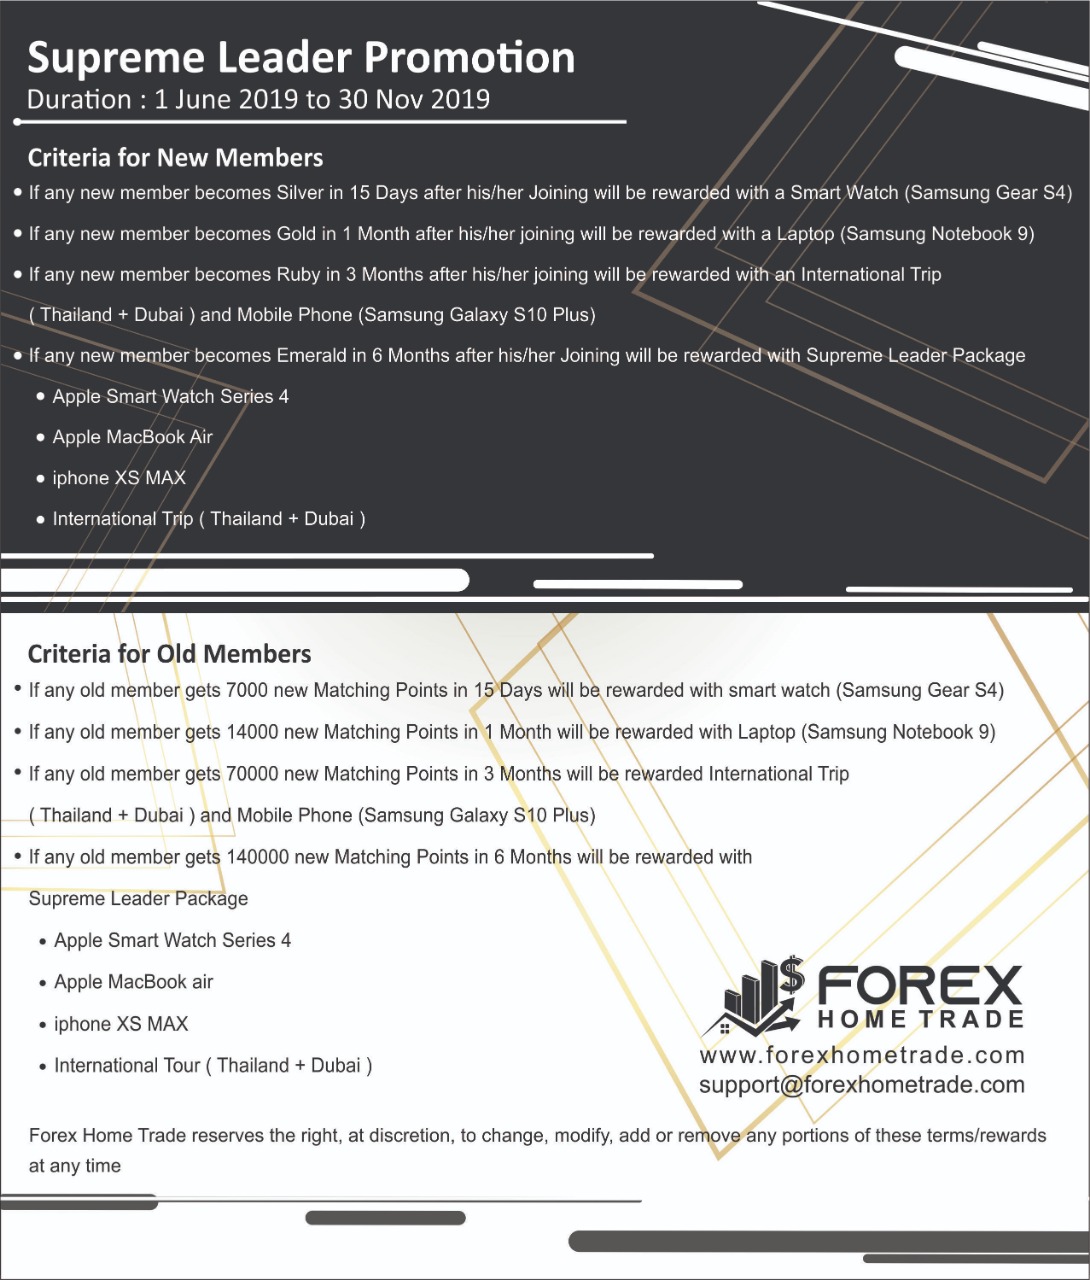 Supreme Leader Promotion
Duration : 1 June 2019 to 30 Nov 2019
Criteria for New Members
• If any new member becomes Silver in 15 Days after his/her Joining will be rewarded with a Smart Watch (Samsung Gear S4)
• If any new member becomes Gold in 1 Month after his/her joining will be rewarded with a Laptop (Samsung Notebook 9)
• If any new member becomes Ruby in 3 Months after his/her joining will be rewarded with an International Trip
( Thailand + Dubai ) and Mobile Phone (Samsung Galaxy S10 Plus)
• If any new member becomes Emerald in 6 Months after his/her Joining will be rewarded with Supreme Leader Package
• Apple Smart Watch Series 4
• Apple MacBook Air
• iphone XS MAX
• International Trip ( Thailand + Dubai )
Criteria for Old Members
• If any old member gets 7000 new Matching Points in 15 Days will be rewarded with smart watch (Samsung Gear S4)
• If any old member gets 14000 new Matching Points in 1 Month will be rewarded with Laptop (Samsung Notebook 9)
• If any old member gets 70000 new Matching Points in 3 Months will be rewarded International Trip
( Thailand + Dubai ) and Mobile Phone (Samsung Galaxy S10 Plus)
• If any old member gets 140000 new Matching Points in 6 Months will be rewarded with
Supreme Leader Package
• Apple Smart Watch Series 4
• Apple MacBook air
• iphone XS MAX
• International Tour ( Thailand + Dubai )
$ FOREX
HOME TRADE
www.forexhometrade.com
support@forexhometrade.com
Forex Home Trade reserves the right, at discretion, to change, modify, add or remove any portions of these terms/rewards
at any time